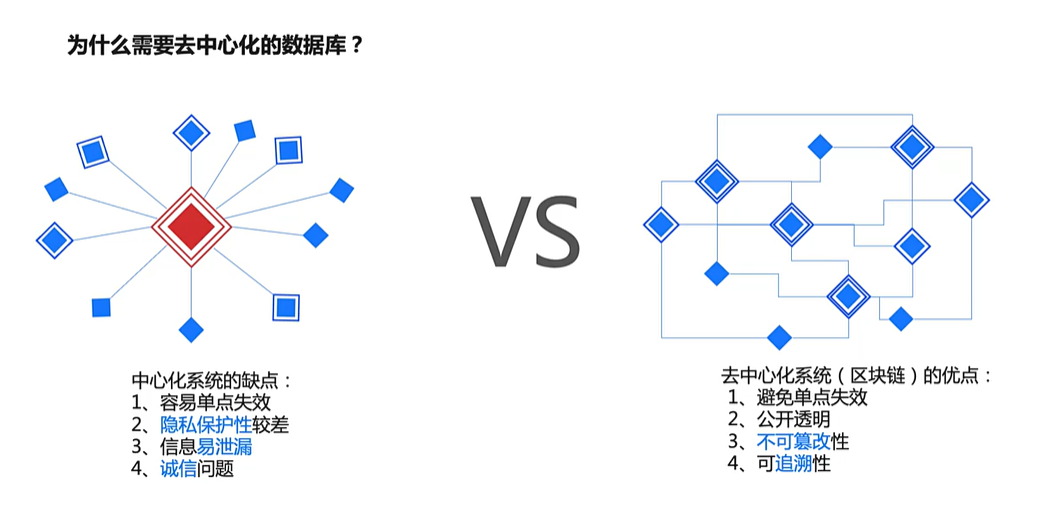 为什么需要去中心化的数据库？
VS
中心化系统的缺点：
1、容易单点失效
2、隐私保护性较差
3、信息易泄漏
4、诚信问题
去中心化系统（区块链）的优点：
1、避免单点失效
2、公开透明
3、不可篡改性
4、可追溯性